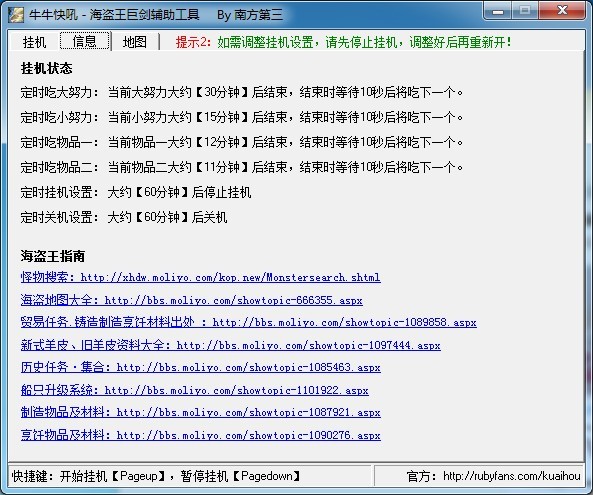 牛牛快吼 - 海盗王巨剑辅助工具 By 南方第三
挂机 信息 地图 提示2: 如需调整挂机设置，请先停止挂机，调整好后再重新开!
挂机状态
定时吃大努力: 当前大努力大约【30分钟】后结束，结束时等待10秒后将吃下一个。
定时吃小努力: 当前小努力大约【15分钟】后结束，结束时等待10秒后将吃下一个。
定时吃物品一: 当前物品一大约【12分钟】后结束，结束时等待10秒后将吃下一个。
定时吃物品二: 当前物品二大约【11分钟】后结束，结束时等待10秒后将吃下一个。
定时挂机设置: 大约【60分钟】后停止挂机
定时关机设置: 大约【60分钟】后关机
海盗王指南
怪物搜索: http://xhdw.moliyo.com/kop.new/Monstersearch.shtml
海盗地图大全: http://bbs.moliyo.com/showtopic-666355.aspx
贸易任务.铸造制造烹饪材料出处 : http://bbs.moliyo.com/showtopic-1089858.aspx
新式羊皮、旧羊皮资料大全: http://bbs.moliyo.com/showtopic-1097444.aspx
历史任务·集合: http://bbs.moliyo.com/showtopic-1085463.aspx
船只升级系统: http://bbs.moliyo.com/showtopic-1101922.aspx
制造物品及材料: http://bbs.moliyo.com/showtopic-1087921.aspx
烹饪物品及材料: http://bbs.moliyo.com/showtopic-1090276.aspx
快捷键: 开始挂机【Pageup】, 暂停挂机【Pagedown】 官方: http://rubyfans.com/kuaihou